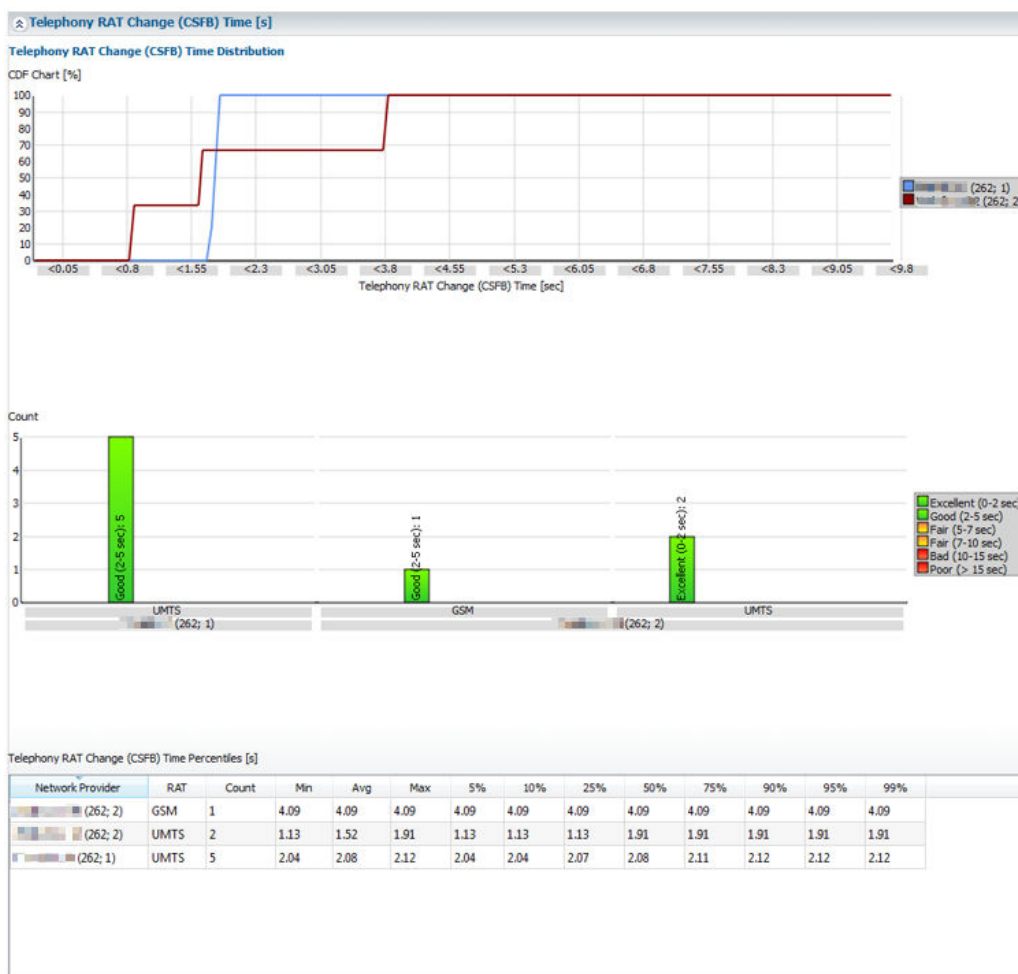 Telephony RAT Change (CSFB) Time [s]
Telephony RAT Change (CSFB) Time Distribution
CDF Chart [%]
100
90
80
70
60
50
40
30
20
10
0
<0.05 <0.8 <1.55 <2.3 <3.05 <3.8 <4.55 <5.3 <6.05 <6.8 <7.55 <8.3 <9.05 <9.8
Telephony RAT Change (CSFB) Time [sec]
(262; 1)
(262; 2
Count
5
4
3
2
1
0
Good (2-5 sec): 5
Good (2-5 sec): 1
Excellent (0-2 sec): 2
UMTS GSM UMTS
(262; 1) (262; 2)
Excellent (0-2 sec
Good (2-5 sec)
Fair (5-7 sec)
Fair (7-10 sec)
Bad (10-15 sec)
Poor (> 15 sec)
Telephony RAT Change (CSFB) Time Percentiles [s]
Network Provider RAT Count Min Avg Max 5% 10% 25% 50% 75% 90% 95% 99%
(262; 2) GSM 1 4.09 4.09 4.09 4.09 4.09 4.09 4.09 4.09 4.09 4.09 4.09
(262; 2) UMTS 2 1.13 1.52 1.91 1.13 1.13 1.13 1.91 1.91 1.91 1.91 1.91
(262; 1) UMTS 5 2.04 2.08 2.12 2.04 2.04 2.07 2.08 2.11 2.12 2.12 2.12